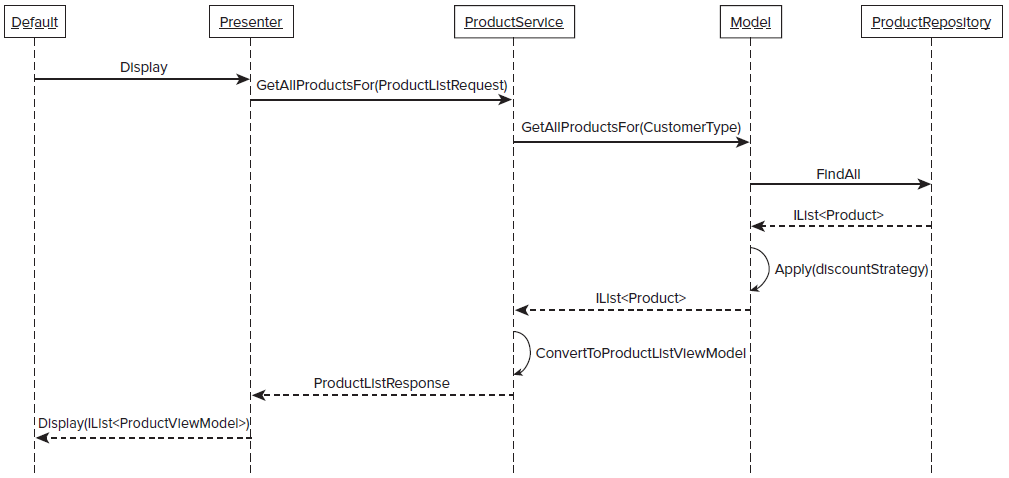 Default
Presenter
ProductService
Model
ProductRepository
Display
GetAllProductsFor(ProductListRequest)
GetAllProductsFor(CustomerType)
FindAll
IList<Product>
Apply(discountStrategy)
IList<Product>
ConvertToProductListViewModel
ProductListResponse
Display(IList<ProductViewModel>)